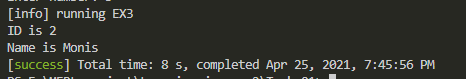 [info] running EX3
ID is 2
Name is Monis
[success] Total time: 8 s, completed Apr 25, 2021, 7:45:56 PM